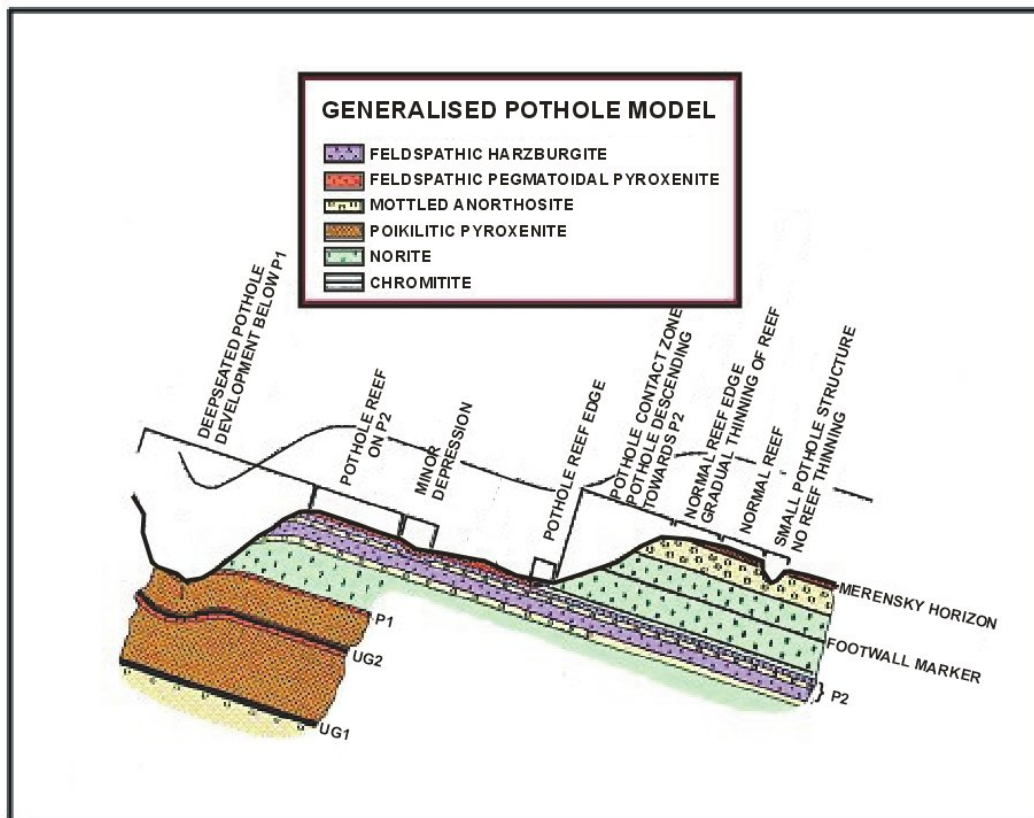 GENERALISED POTHOLE MODEL
FELDSPATHIC HARZBURGITE
FELDSPATHIC PEGMATOIDAL PYROXENITE
MOTTLED ANORTHOSITE
POIKILITIC PYROXENITE
NORITE
CHROMITITE
DEEPSEATED POTHOLE
DEVELOPMENT BELOW P1
POTHOLE REEF
ON P2
MINOR
DEPRESSION
POTHOLE REEF EDGE
POTHOLE CONTACT ZONE
POTHOLE DESCENDING
TOWARDS P2
NORMAL REEF EDGE
GRADUAL THINNING OF REEF
NORMAL REEF
SMALL POTHOLE STRUCTURE
NO REEF THINNING
MERENSKY HORIZON
FOOTWALL MARKER
P2
P1
UG2
UG1